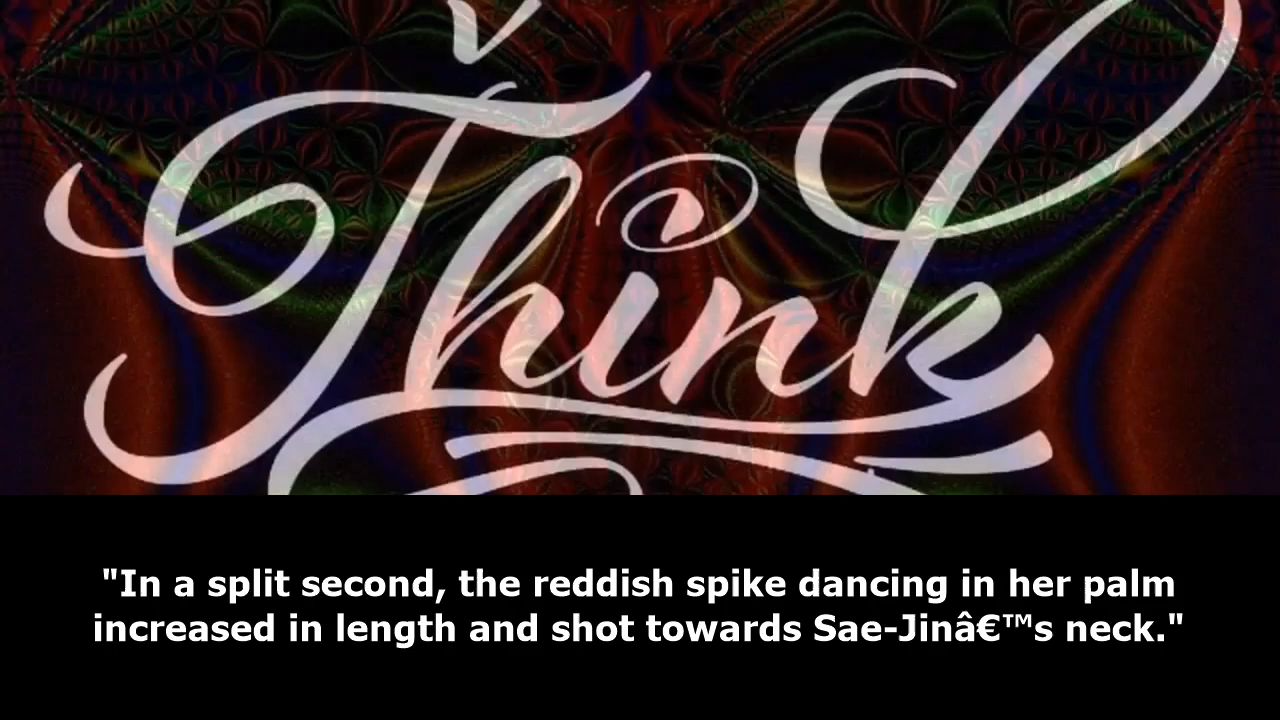 Think
"In a split second, the reddish spike dancing in her palm
increased in length and shot towards Sae-Jinâ€™s neck."